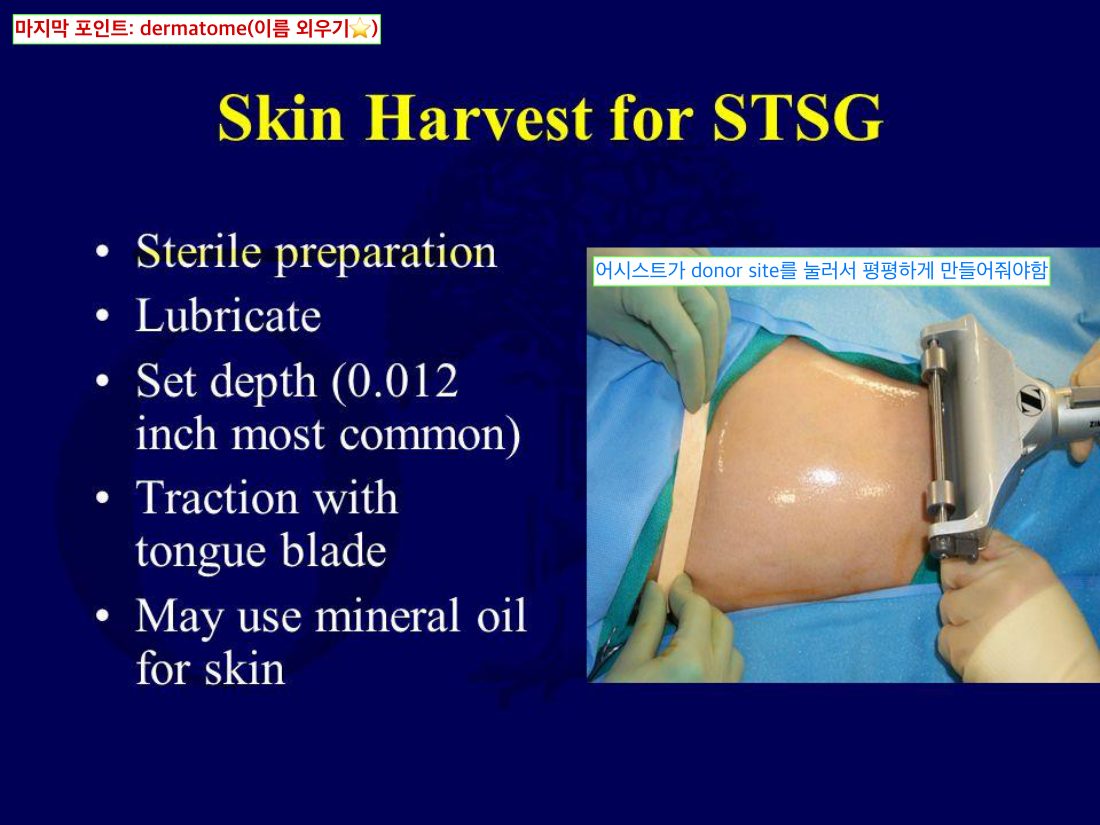 마지막 포인트: dermatome(이름 외우기⭐)
Skin Harvest for STSG
• Sterile preparation
• Lubricate
• Set depth (0.012
inch most common)
• Traction with
tongue blade
• May use mineral oil
for skin
어시스트가 donor site를 눌러서 평평하게 만들어줘야함